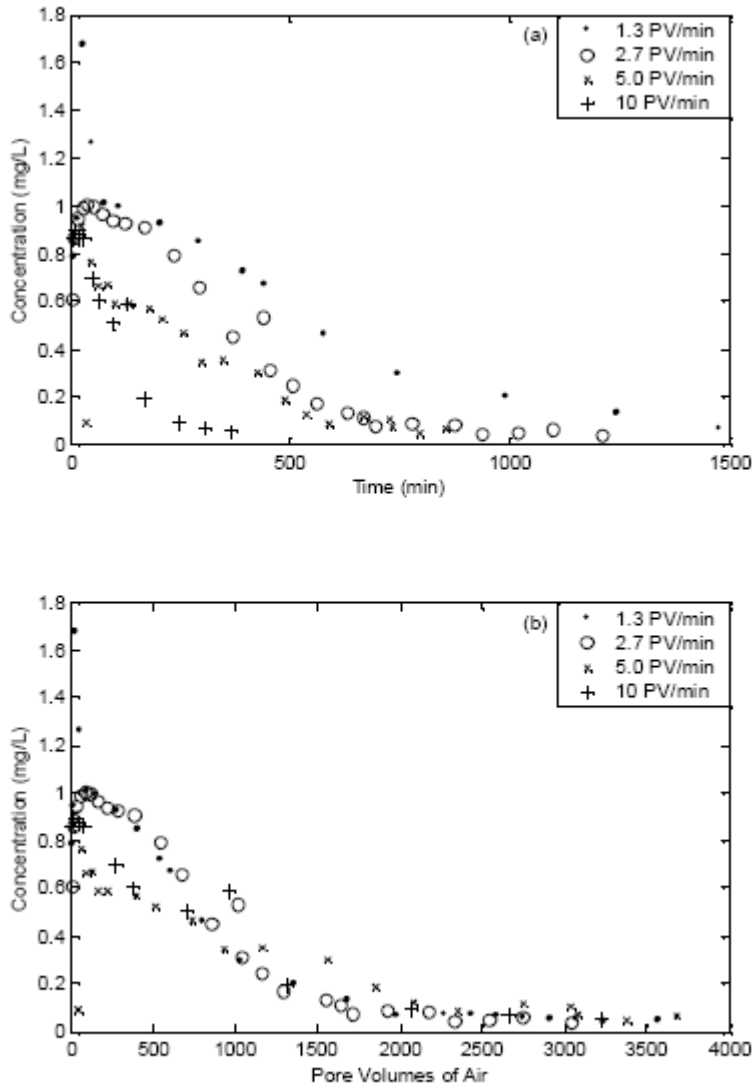 1.8
1.6
1.4
1.2
1
0.8
0.6
0.4
0.2
0
Concentration (mg/L)
(a)
1.3 PV/min
2.7 PV/min
5.0 PV/min
10 PV/min
0 500 1000 1500
Time (min)
1.8
1.6
1.4
1.2
1
0.8
0.6
0.4
0.2
0
Concentration (mg/L)
(b)
1.3 PV/min
2.7 PV/min
5.0 PV/min
10 PV/min
0 500 1000 1500 2000 2500 3000 3500 4000
Pore Volumes of Air